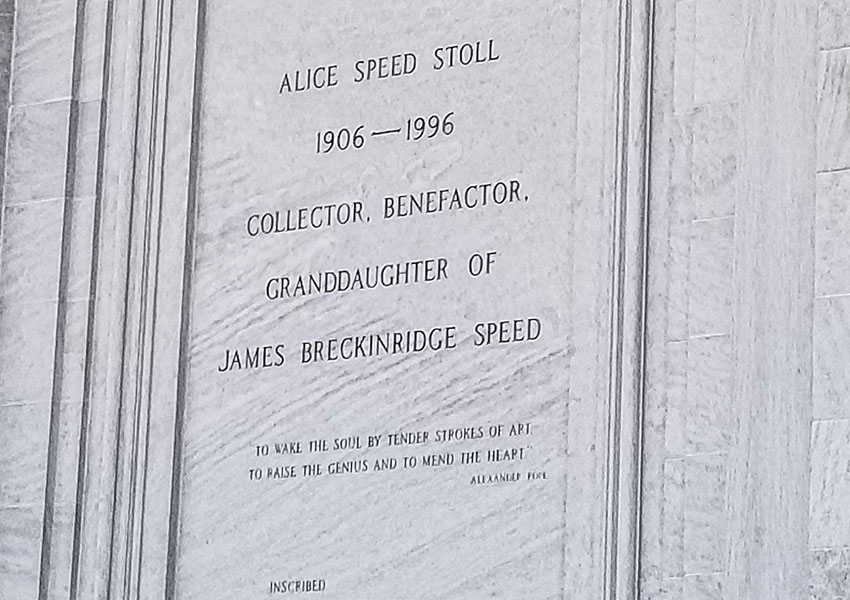 ALICE SPEED STOLL
1906—1996
COLLECTOR, BENEFACTOR,
GRANDDAUGHTER OF
JAMES BRECKINRIDGE SPEED
TO WAKE THE SOUL BY TENDER STROKES OF ART
TO RAISE THE GENIUS AND TO MEND THE HEART"
ALEXANDER POPE
INSCRIBED